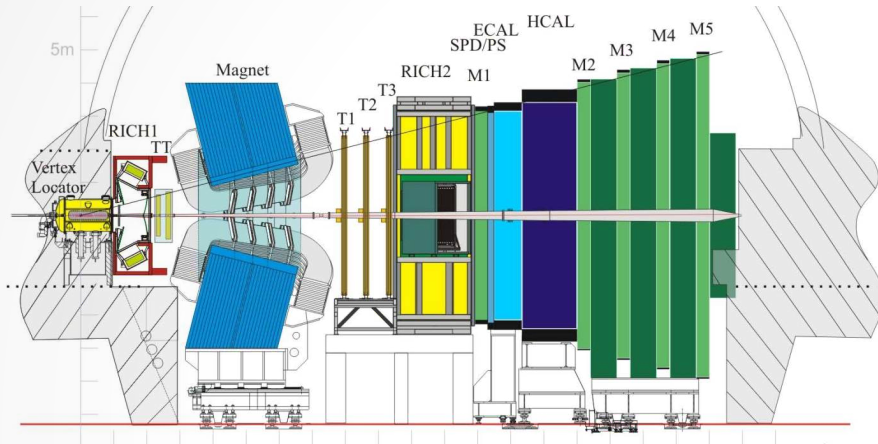 5m
Vertex
Locator
RICH1
TT
Magnet
T1
T2
T3
RICH2
M1
SPD/PS
ECAL
HCAL
M2
M3
M4
M5